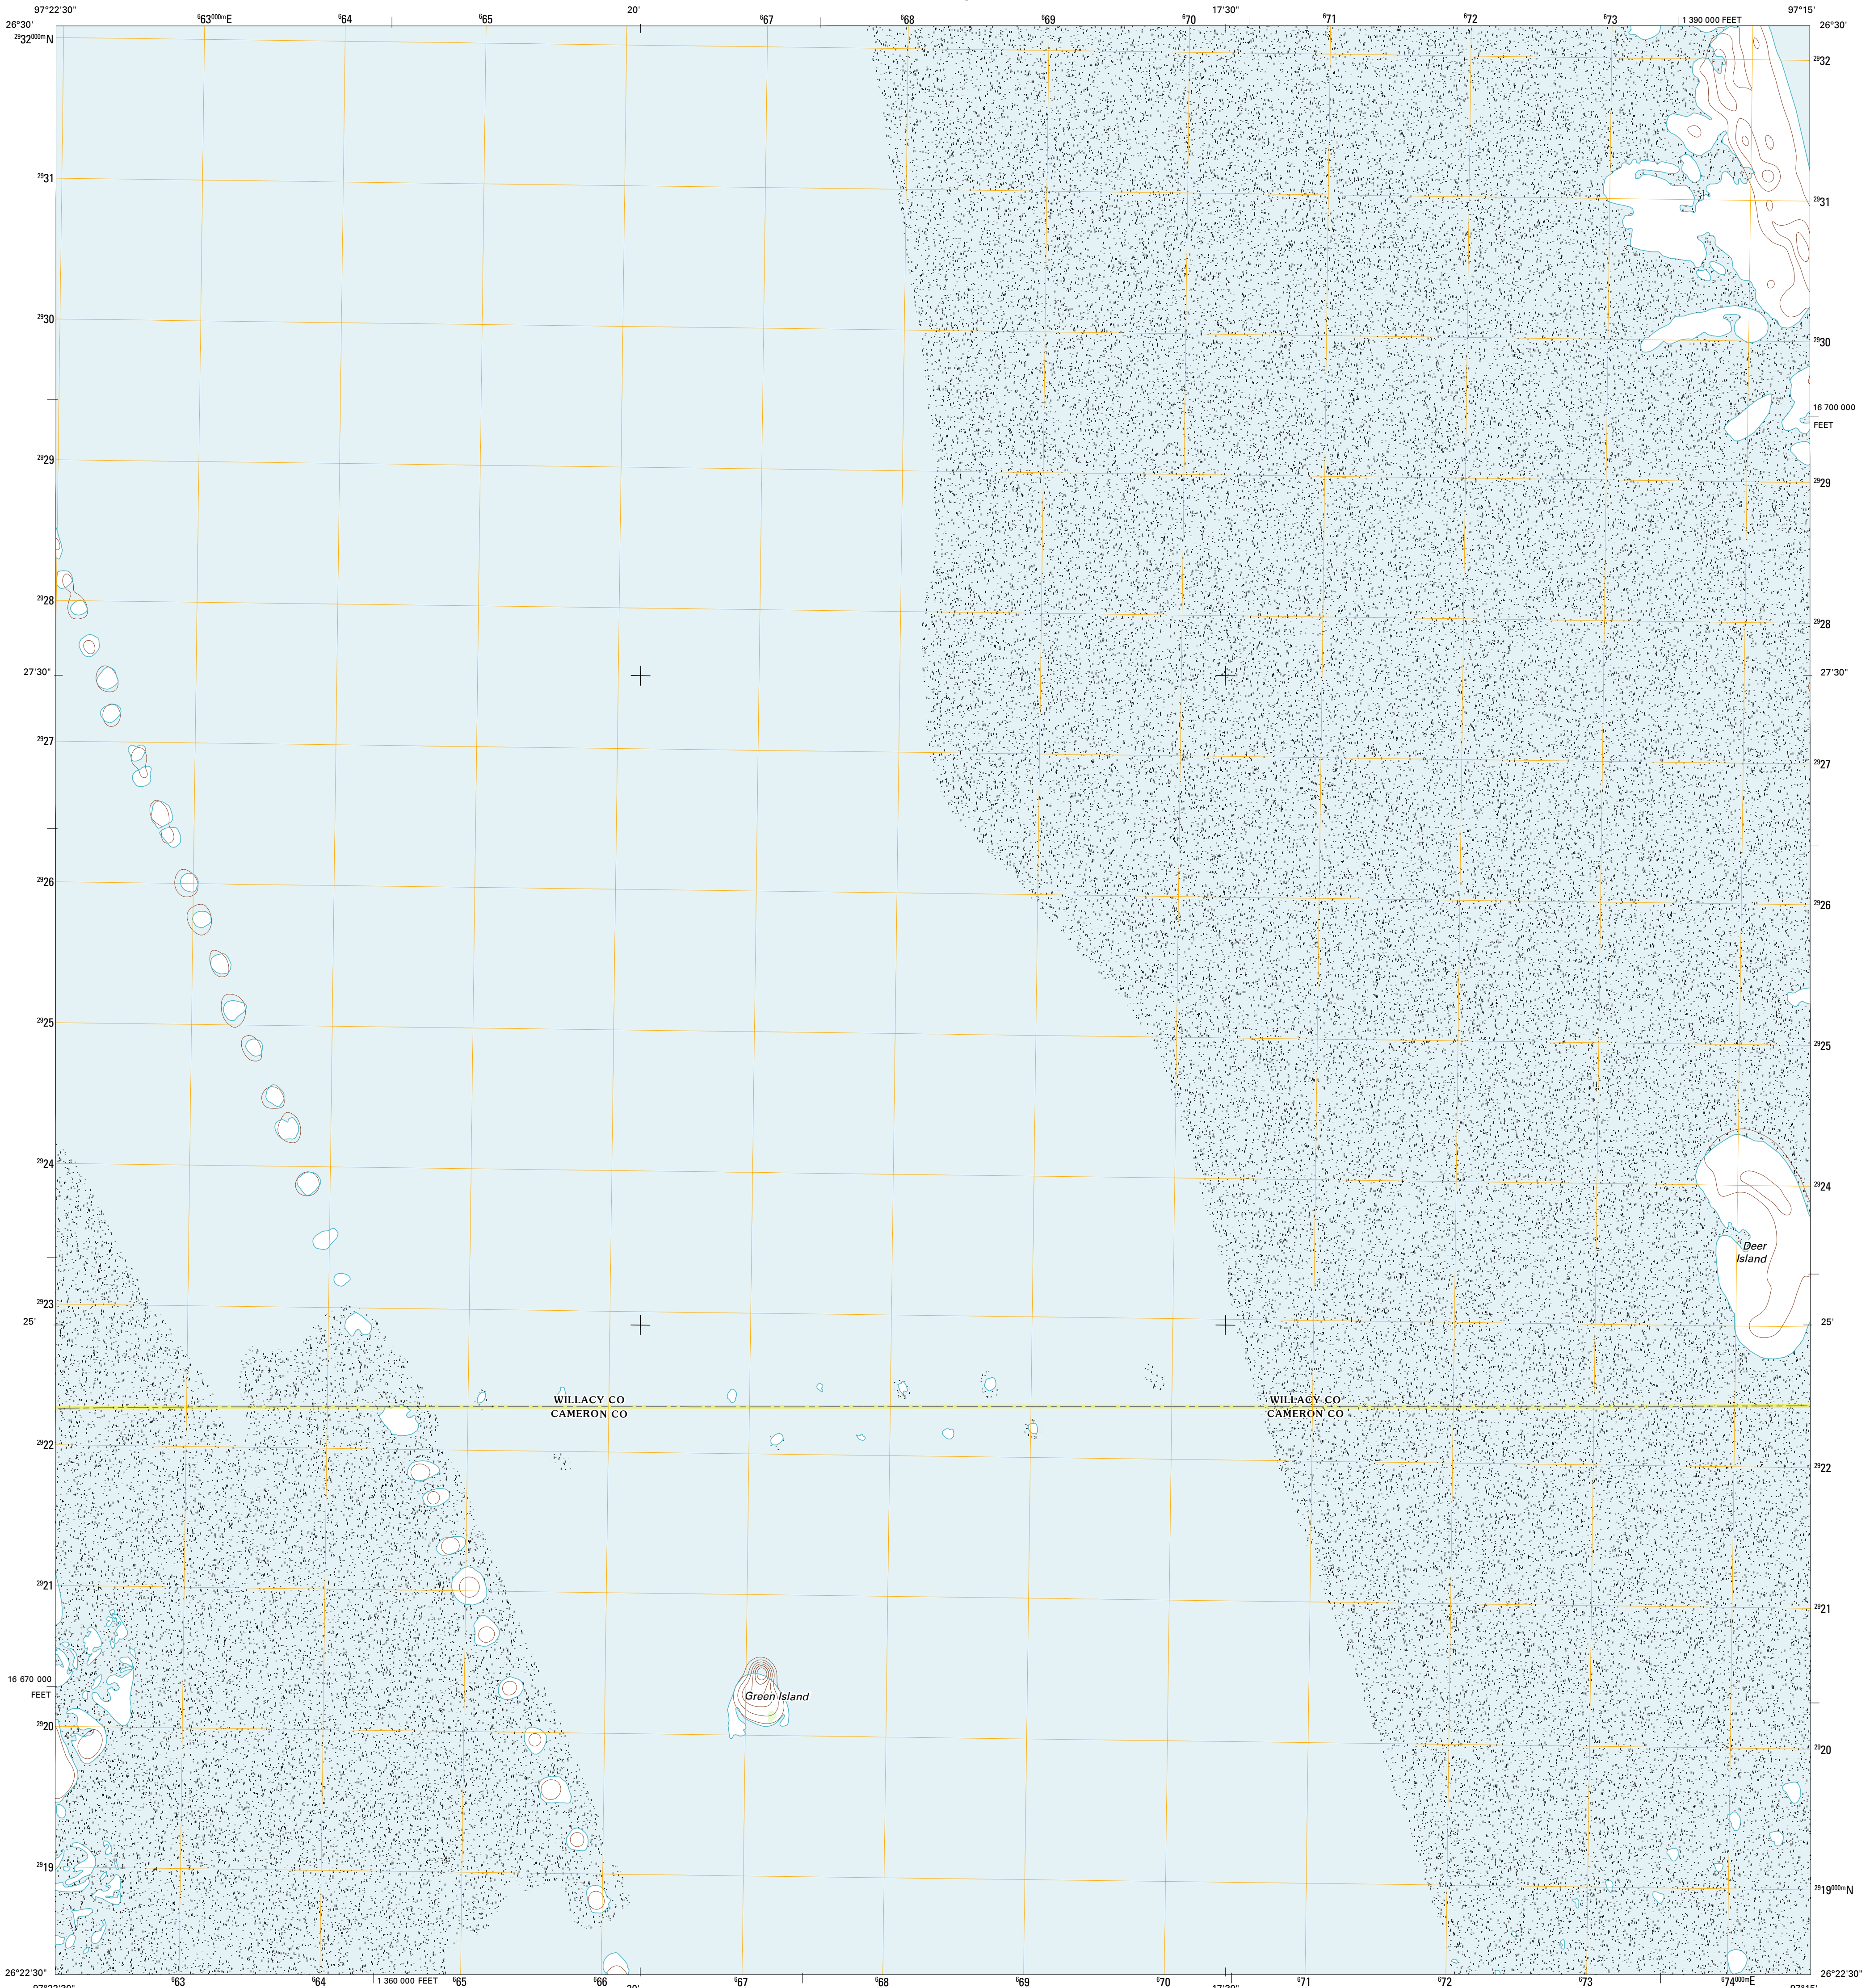 97°22'30" ⁶63⁰⁰⁰ᵐE ⁶64 ⁶65 20' ⁶67 ⁶68 ⁶69 ⁶70 17'30" ⁶71 ⁶72 ⁶73 1 390 000 FEET 97°15'
26°30' 26°30'
²⁹32⁰⁰⁰ᵐN
²⁹32
²⁹31
²⁹31
²⁹30
²⁹30
16 700 000
FEET
²⁹29
²⁹29
²⁹28
²⁹28
27'30" 27'30"
²⁹27
²⁹27
²⁹26
²⁹26
²⁹25
²⁹25
²⁹24
²⁹24
Deer
Island
²⁹23
25' 25'
WILLACY CO WILLACY CO
CAMERON CO CAMERON CO
²⁹22
²⁹22
²⁹21
²⁹21
16 670 000
FEET
Green Island
²⁹20
²⁹20
²⁹19
²⁹19⁰⁰⁰ᵐN
26°22'30" 26°22'30"
⁶63 ⁶64 1 360 000 FEET ⁶65 ⁶66 ⁶67 ⁶68 ⁶69 ⁶70 ⁶71 ⁶72 ⁶73 ⁶74⁰⁰⁰ᵐE